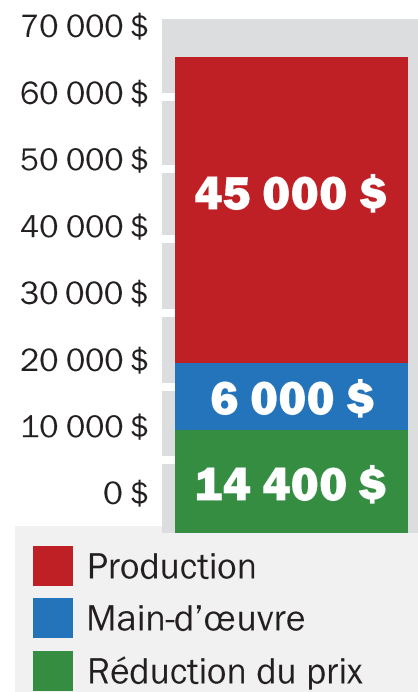 70 000 $
60 000 $
50 000 $
40 000 $
30 000 $
20 000 $
10 000 $
0 $
45 000 $
6 000 $
14 400 $
Production
Main-d’œuvre
Réduction du prix